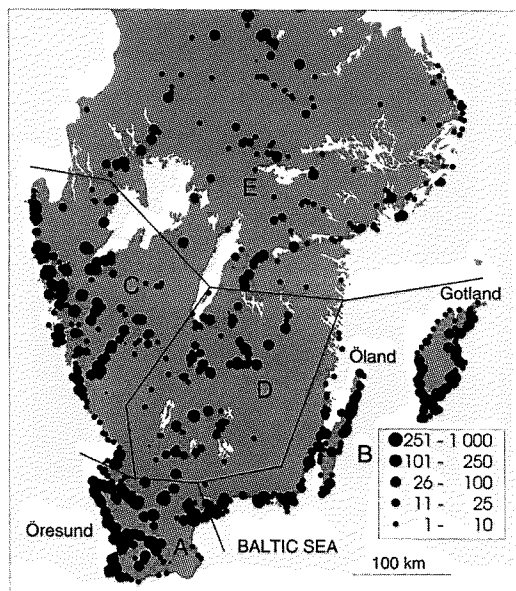 E
Gotland
C
Öland
D
B
251 - 1 000
101 - 250
26 - 100
11 - 25
1 - 10
Öresund
A
BALTIC SEA
100 km